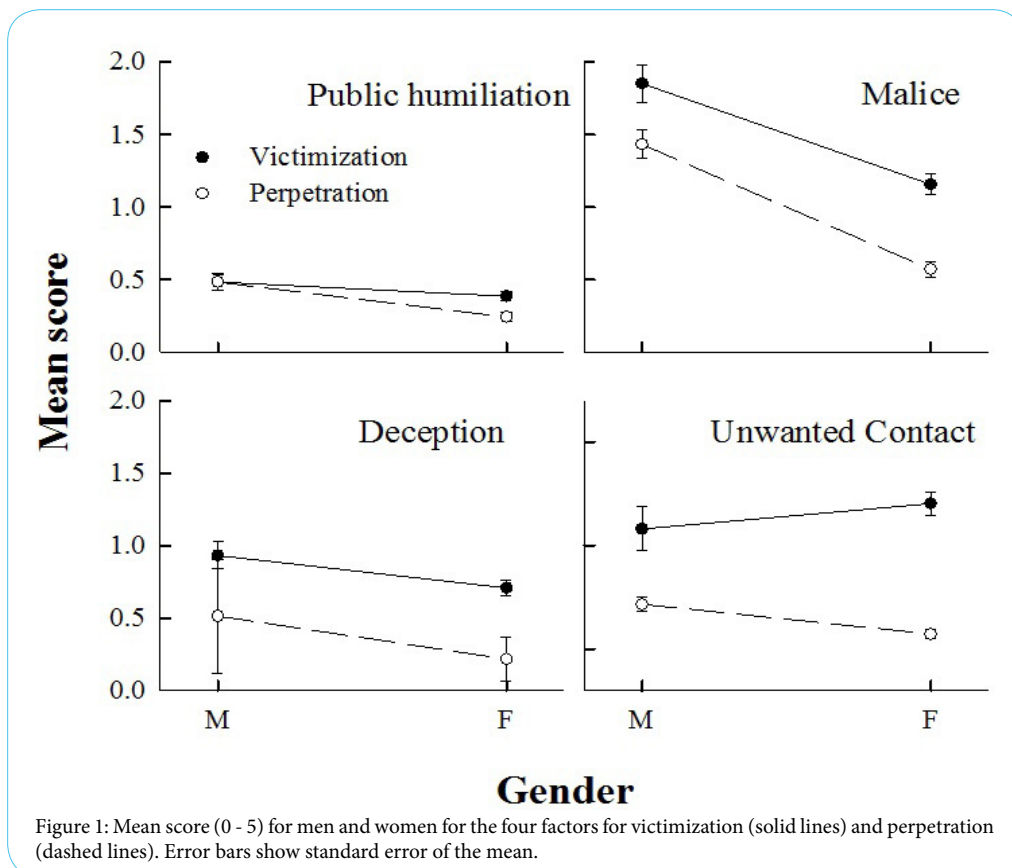 2.0
1.5
1.0
0.5
0.0
Public humiliation
Victimization
Perpetration
Malice
Mean score
2.0
1.5
1.0
0.5
0.0
Deception
M
F
Unwanted Contact
M
F
Gender
Figure 1: Mean score (0 - 5) for men and women for the four factors for victimization (solid lines) and perpetration
(dashed lines). Error bars show standard error of the mean.